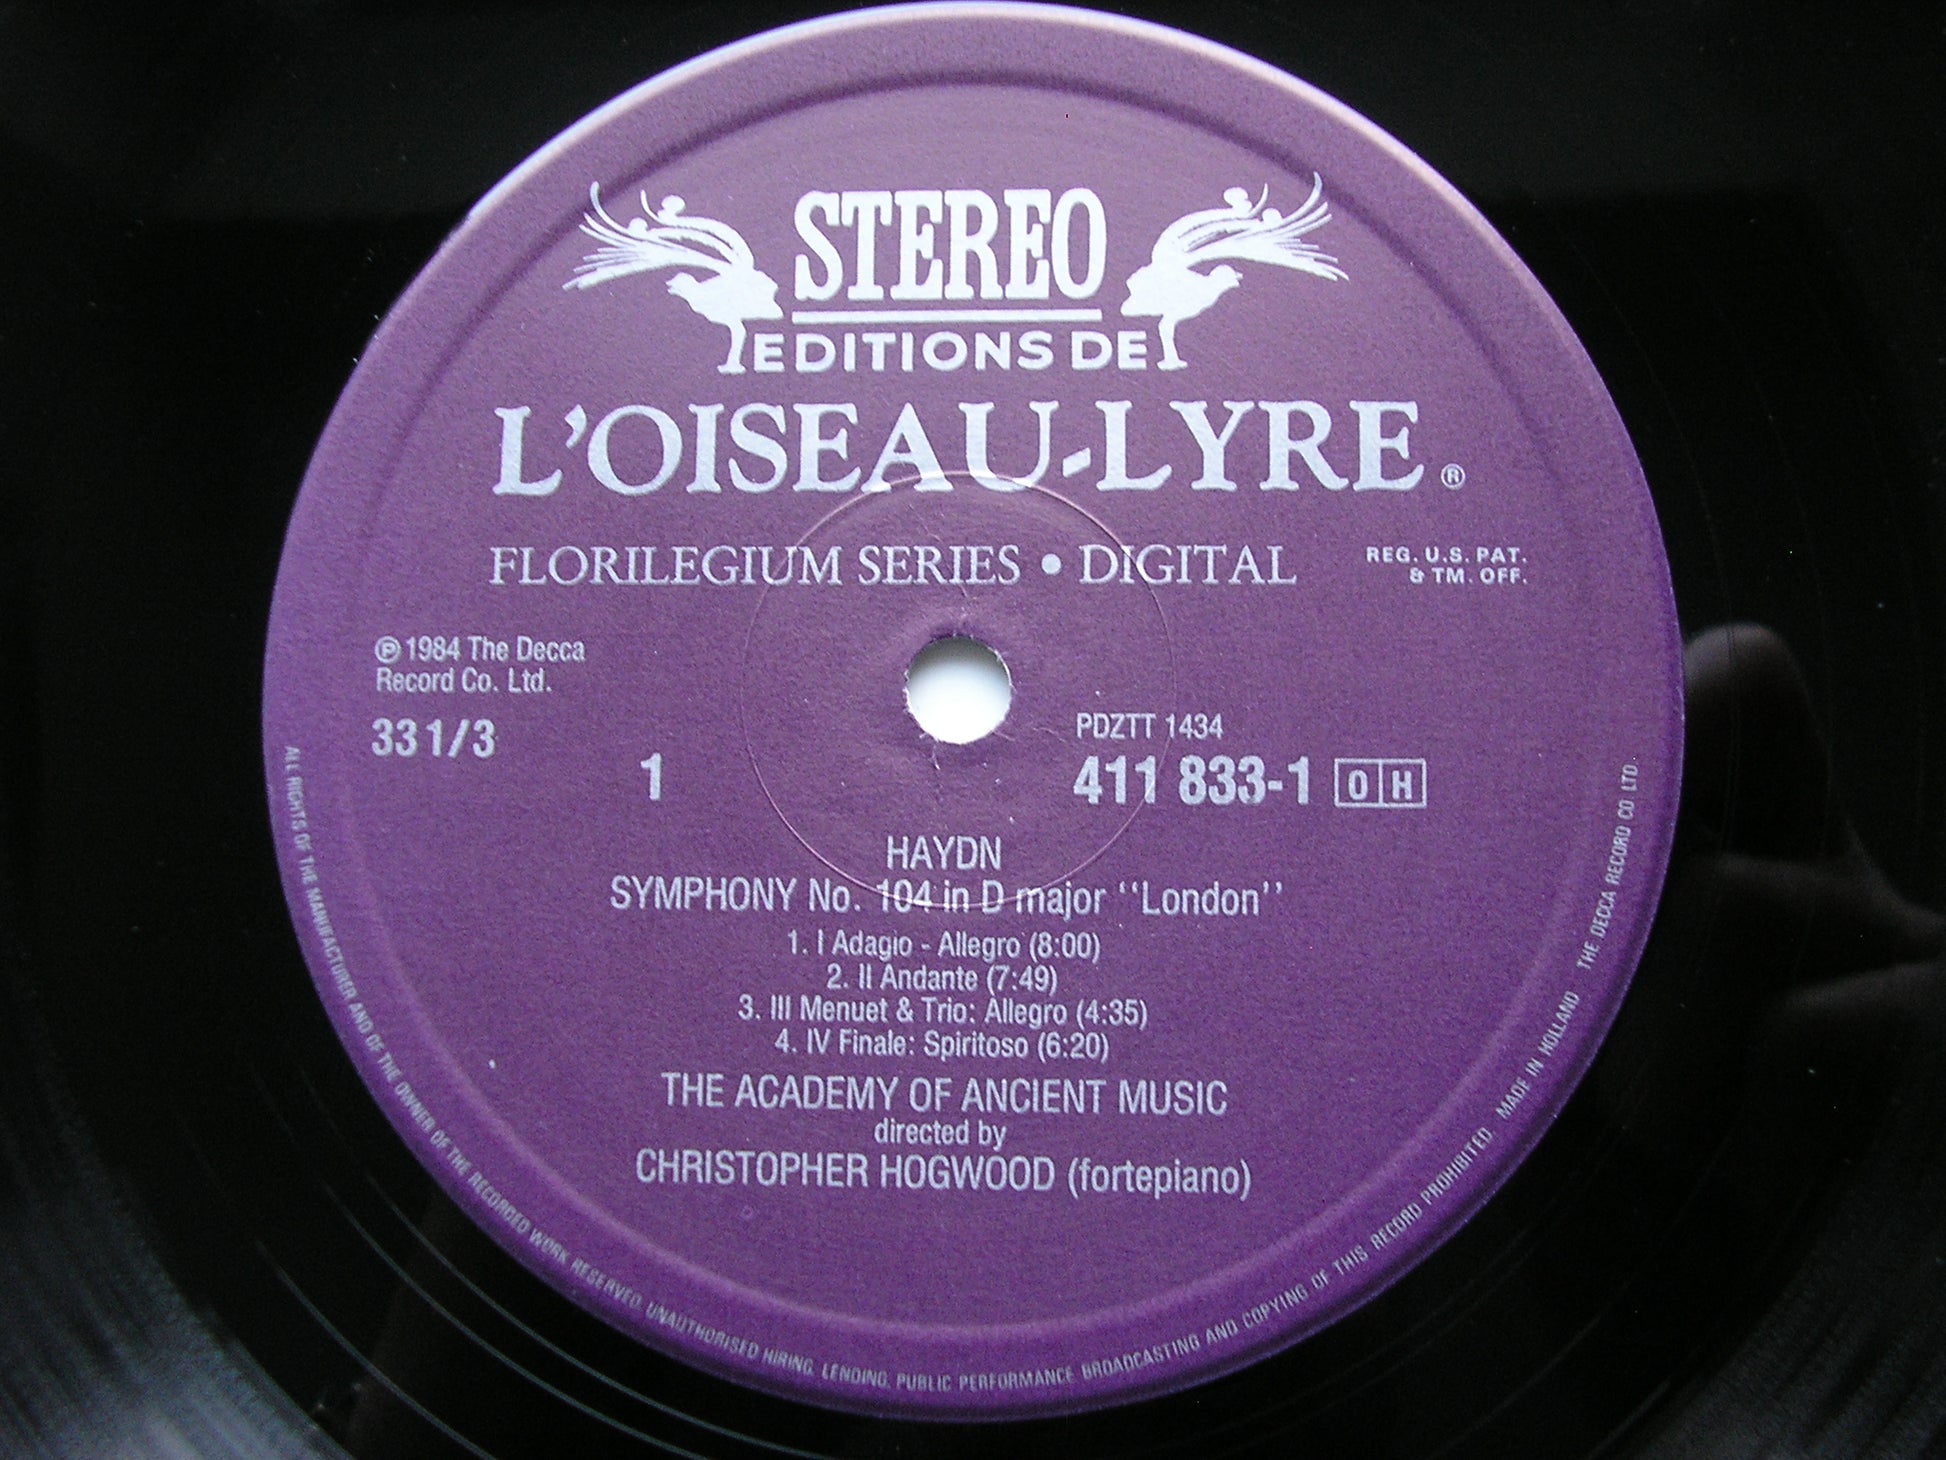 STEREO
EDITIONS DE
L'OISEAU-LYRE ®
FLORILEGIUM SERIES • DIGITAL
REG. U.S. PAT.
& TM. OFF.
℗ 1984 The Decca
Record Co. Ltd.
33 1/3
1
PDZTT 1434
411 833-1 O H
HAYDN
SYMPHONY No. 104 in D major "London"
1. I Adagio - Allegro (8:00)
2. II Andante (7:49)
3. III Menuet & Trio: Allegro (4:35)
4. IV Finale: Spiritoso (6:20)
THE ACADEMY OF ANCIENT MUSIC
directed by
CHRISTOPHER HOGWOOD (fortepiano)
ALL RIGHTS OF THE MANUFACTURER AND OF THE OWNER OF THE RECORDED WORK RESERVED. UNAUTHORISED HIRING, LENDING, PUBLIC PERFORMANCE BROADCASTING AND COPYING OF THIS RECORD PROHIBITED MADE IN HOLLAND THE DECCA RECORD CO LTD.